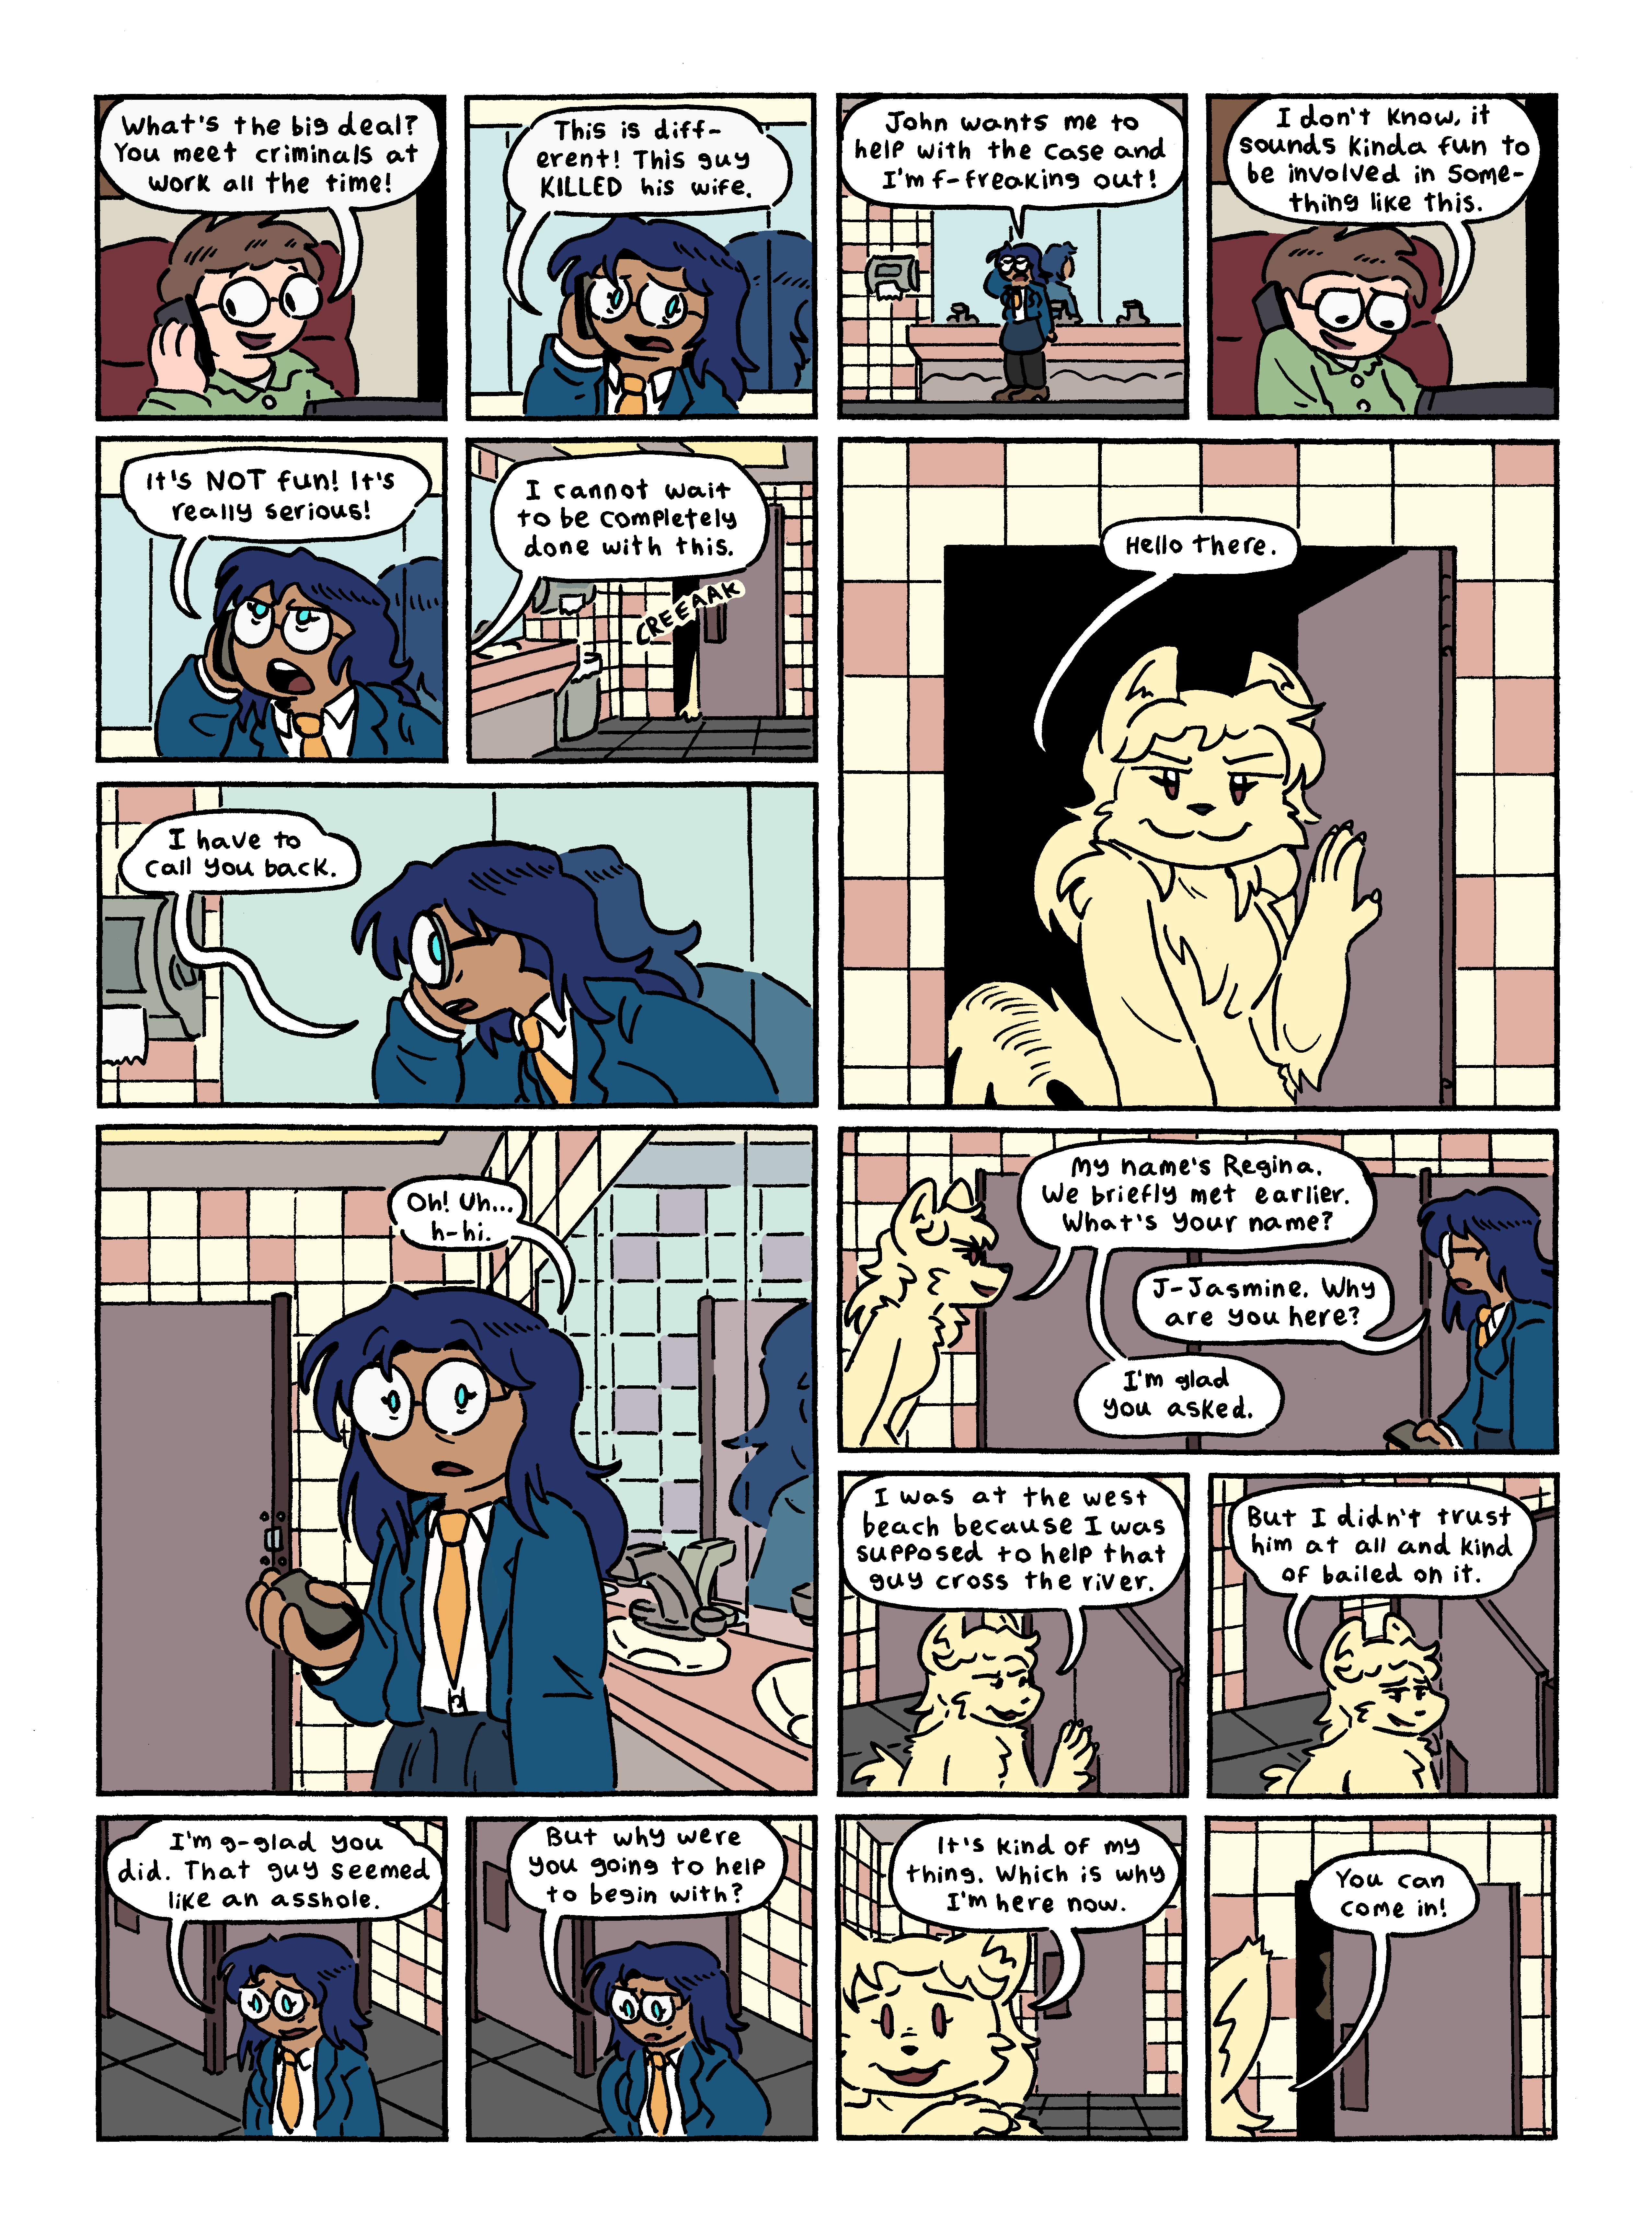 What's the big deal?
You meet criminals at
work all the time!
This is diff-
erent! This guy
KILLED his wife.
John wants me to
help with the case and
I'm f-freaking out!
I don't know, it
sounds kinda fun to
be involved in some-
thing like this.
It's NOT fun! It's
really serious!
I cannot wait
to be completely
done with this.
CREEAAK
Hello there.
I have to
call you back.
Oh! Uh...
h-hi.
My name's Regina.
We briefly met earlier.
What's your name?
J-Jasmine. Why
are you here?
I'm glad
you asked.
I was at the west
beach because I was
supposed to help that
guy cross the river.
But I didn't trust
him at all and kind
of bailed on it.
I'm g-glad you
did. That guy seemed
like an asshole.
But why were
you going to help
to begin with?
It's kind of my
thing. Which is why
I'm here now.
You can
come in!